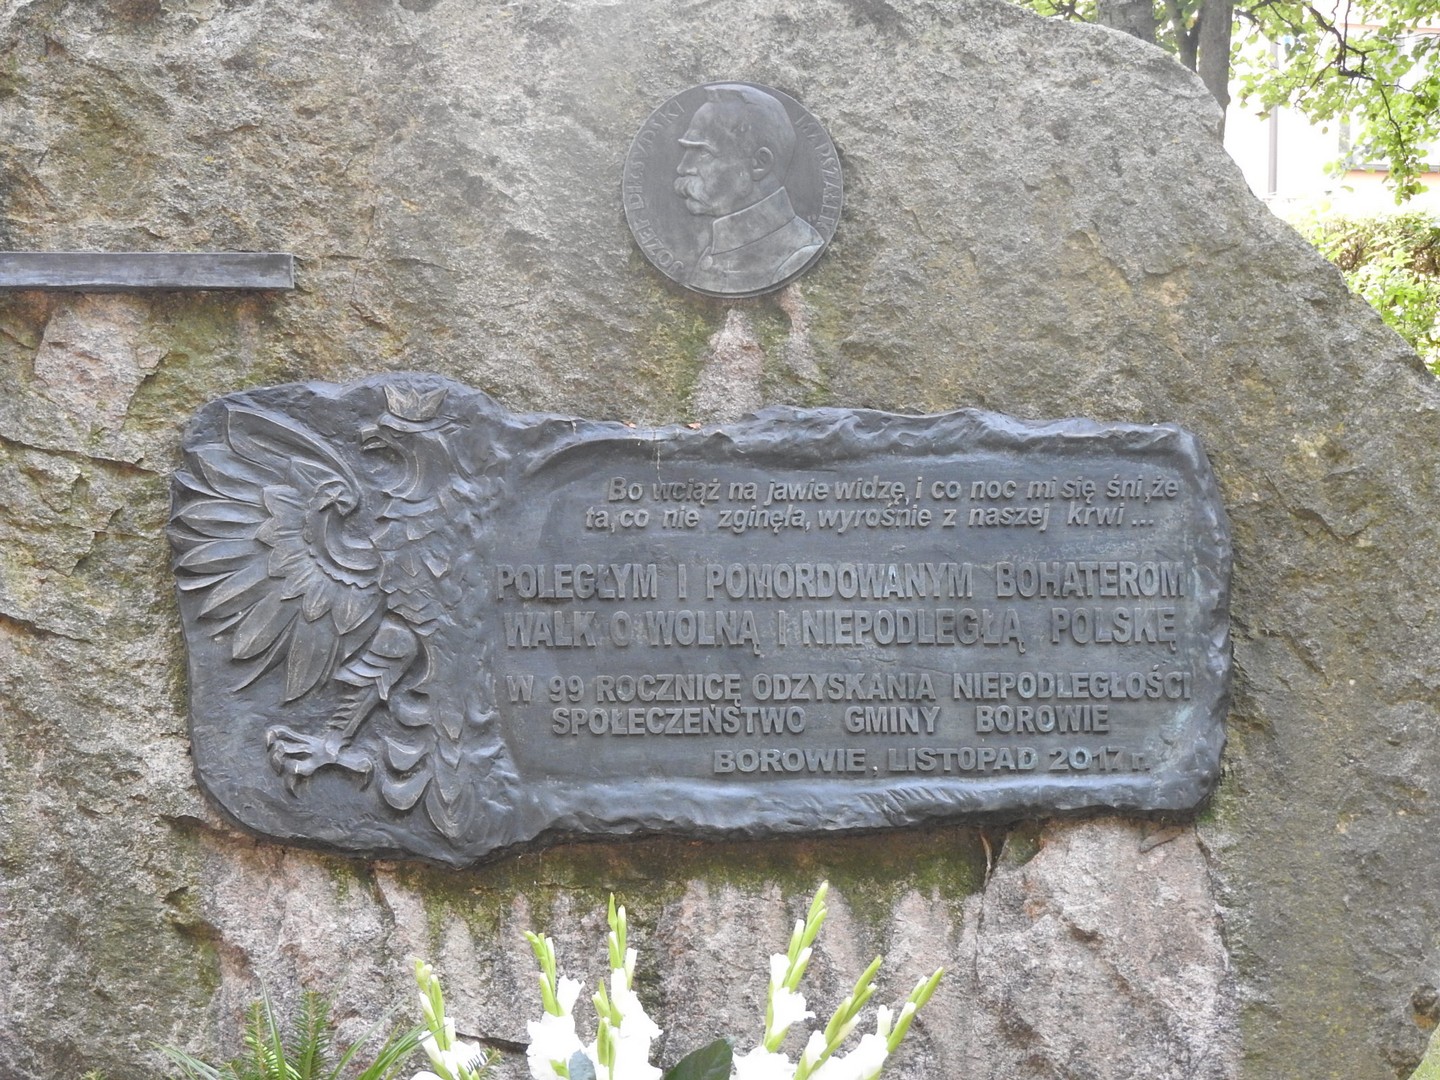 JÓZEF PIŁSUDSKI MARSZAŁEK
Bo wciąż na jawie widzę, i co noc mi się śni, że
ta, co nie zginęła, wyrośnie z naszej krwi ...
POLEGŁYM I POMORDOWANYM BOHATEROM
WALK O WOLNĄ I NIEPODLEGŁĄ POLSKĘ
W 99 ROCZNICĘ ODZYSKANIA NIEPODLEGŁOŚCI
SPOŁECZEŃSTWO GMINY BOROWIE
BOROWIE, LISTOPAD 2017 r.